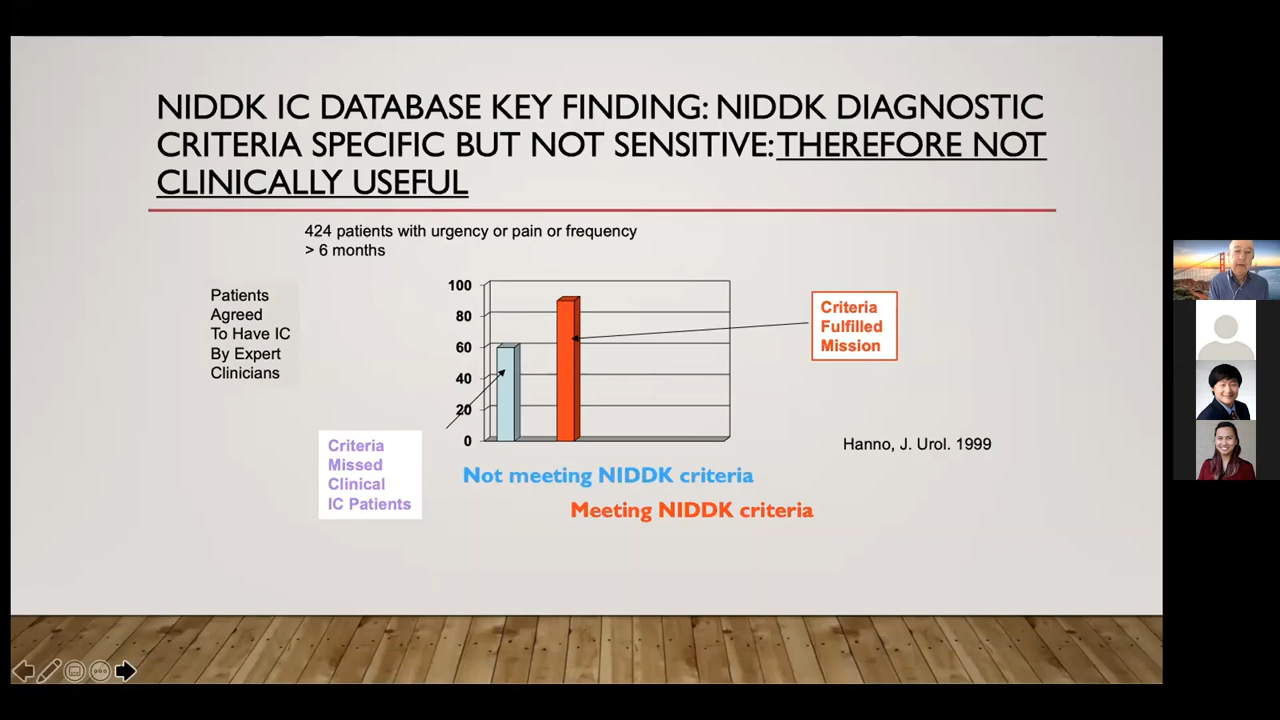 NIDDK IC DATABASE KEY FINDING: NIDDK DIAGNOSTIC
CRITERIA SPECIFIC BUT NOT SENSITIVE: THEREFORE NOT
CLINICALLY USEFUL
424 patients with urgency or pain or frequency
> 6 months
Patients
Agreed
To Have IC
By Expert
Clinicians
100
80
60
40
20
0
Criteria
Fulfilled
Mission
Criteria
Missed
Clinical
IC Patients
Hanno, J. Urol. 1999
Not meeting NIDDK criteria
Meeting NIDDK criteria